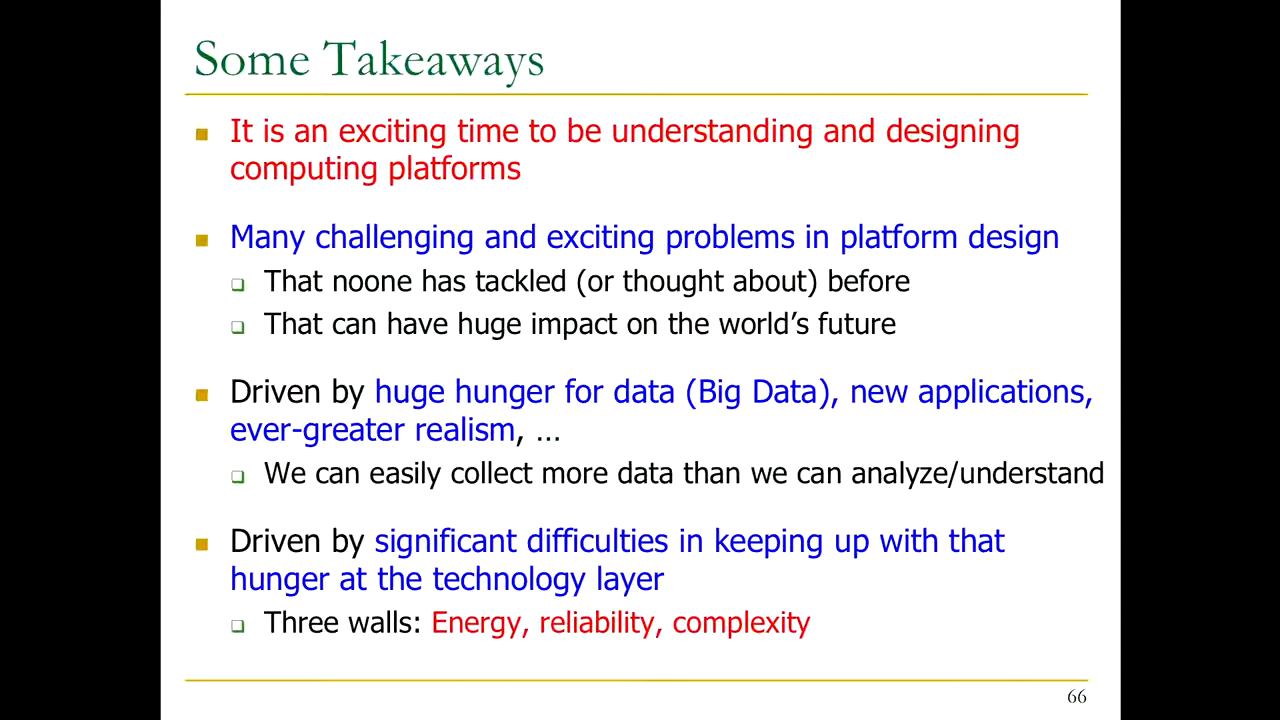 Some Takeaways
It is an exciting time to be understanding and designing
computing platforms
Many challenging and exciting problems in platform design
That noone has tackled (or thought about) before
That can have huge impact on the world’s future
Driven by huge hunger for data (Big Data), new applications,
ever-greater realism, …
We can easily collect more data than we can analyze/understand
Driven by significant difficulties in keeping up with that
hunger at the technology layer
Three walls: Energy, reliability, complexity
66